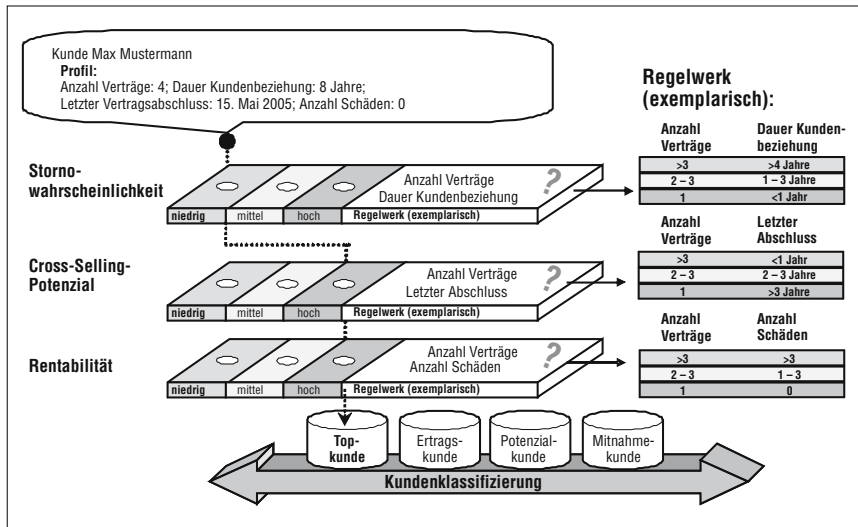 Kunde Max Mustermann
Profil:
Anzahl Verträge: 4; Dauer Kundenbeziehung: 8 Jahre;
Letzter Vertragsabschluss: 15. Mai 2005; Anzahl Schäden: 0
Regelwerk
(exemplarisch):
Storno-
wahrscheinlichkeit
Anzahl Verträge
Dauer Kundenbeziehung
?
niedrig mittel hoch Regelwerk (exemplarisch)
Anzahl Verträge
Dauer Kunden-
beziehung
>3 >4 Jahre
2 – 3 1 – 3 Jahre
1 <1 Jahr
Cross-Selling-
Potenzial
Anzahl Verträge
Letzter Abschluss
?
niedrig mittel hoch Regelwerk (exemplarisch)
Anzahl Verträge
Letzter
Abschluss
>3 <1 Jahr
2 – 3 2 – 3 Jahre
1 >3 Jahre
Rentabilität
Anzahl Verträge
Anzahl Schäden
?
niedrig mittel hoch Regelwerk (exemplarisch)
Anzahl Verträge
Anzahl
Schäden
>3 >3
2 – 3 1 – 3
1 0
Top-
kunde
Ertrags-
kunde
Potenzial-
kunde
Mitnahme-
kunde
Kundenklassifizierung